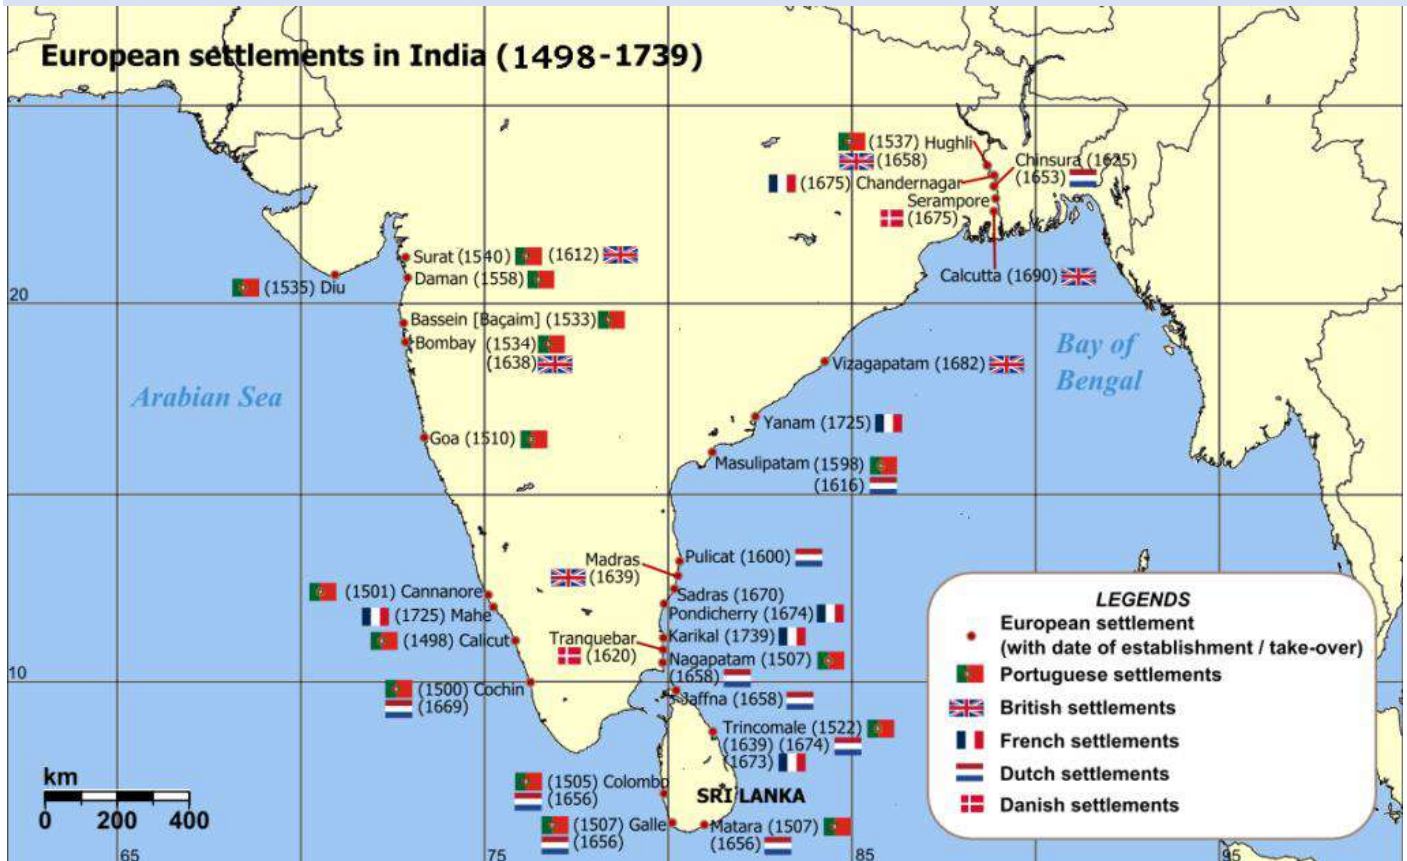 European settlements in India (1498-1739)
(1537) Hughli
(1658)
Chinsura (1625)
(1653)
(1675) Chandernagar
Serampore
(1675)
Calcutta (1690)
Surat (1540) (1612)
Daman (1558)
(1535) Diu
20
Bassein [Baçaim] (1533)
Bombay (1534)
(1638)
Bay of
Bengal
Vizagapatam (1682)
Arabian Sea
Yanam (1725)
Goa (1510)
Masulipatam (1598)
(1616)
Madras
(1639)
Pulicat (1600)
(1501) Cannanore
Sadras (1670)
(1725) Mahe
Pondicherry (1674)
(1498) Calicut
Tranquebar
(1620)
Karikal (1739)
Nagapatam (1507)
(1658)
10
(1500) Cochin
(1669)
Jaffna (1658)
Trincomale (1522)
(1639) (1674)
(1673)
(1505) Colombo
(1656)
SRI LANKA
(1507) Galle
(1656)
Matara (1507)
(1656)
km
0 200 400
65 75 85 95
LEGENDS
European settlement
(with date of establishment / take-over)
Portuguese settlements
British settlements
French settlements
Dutch settlements
Danish settlements